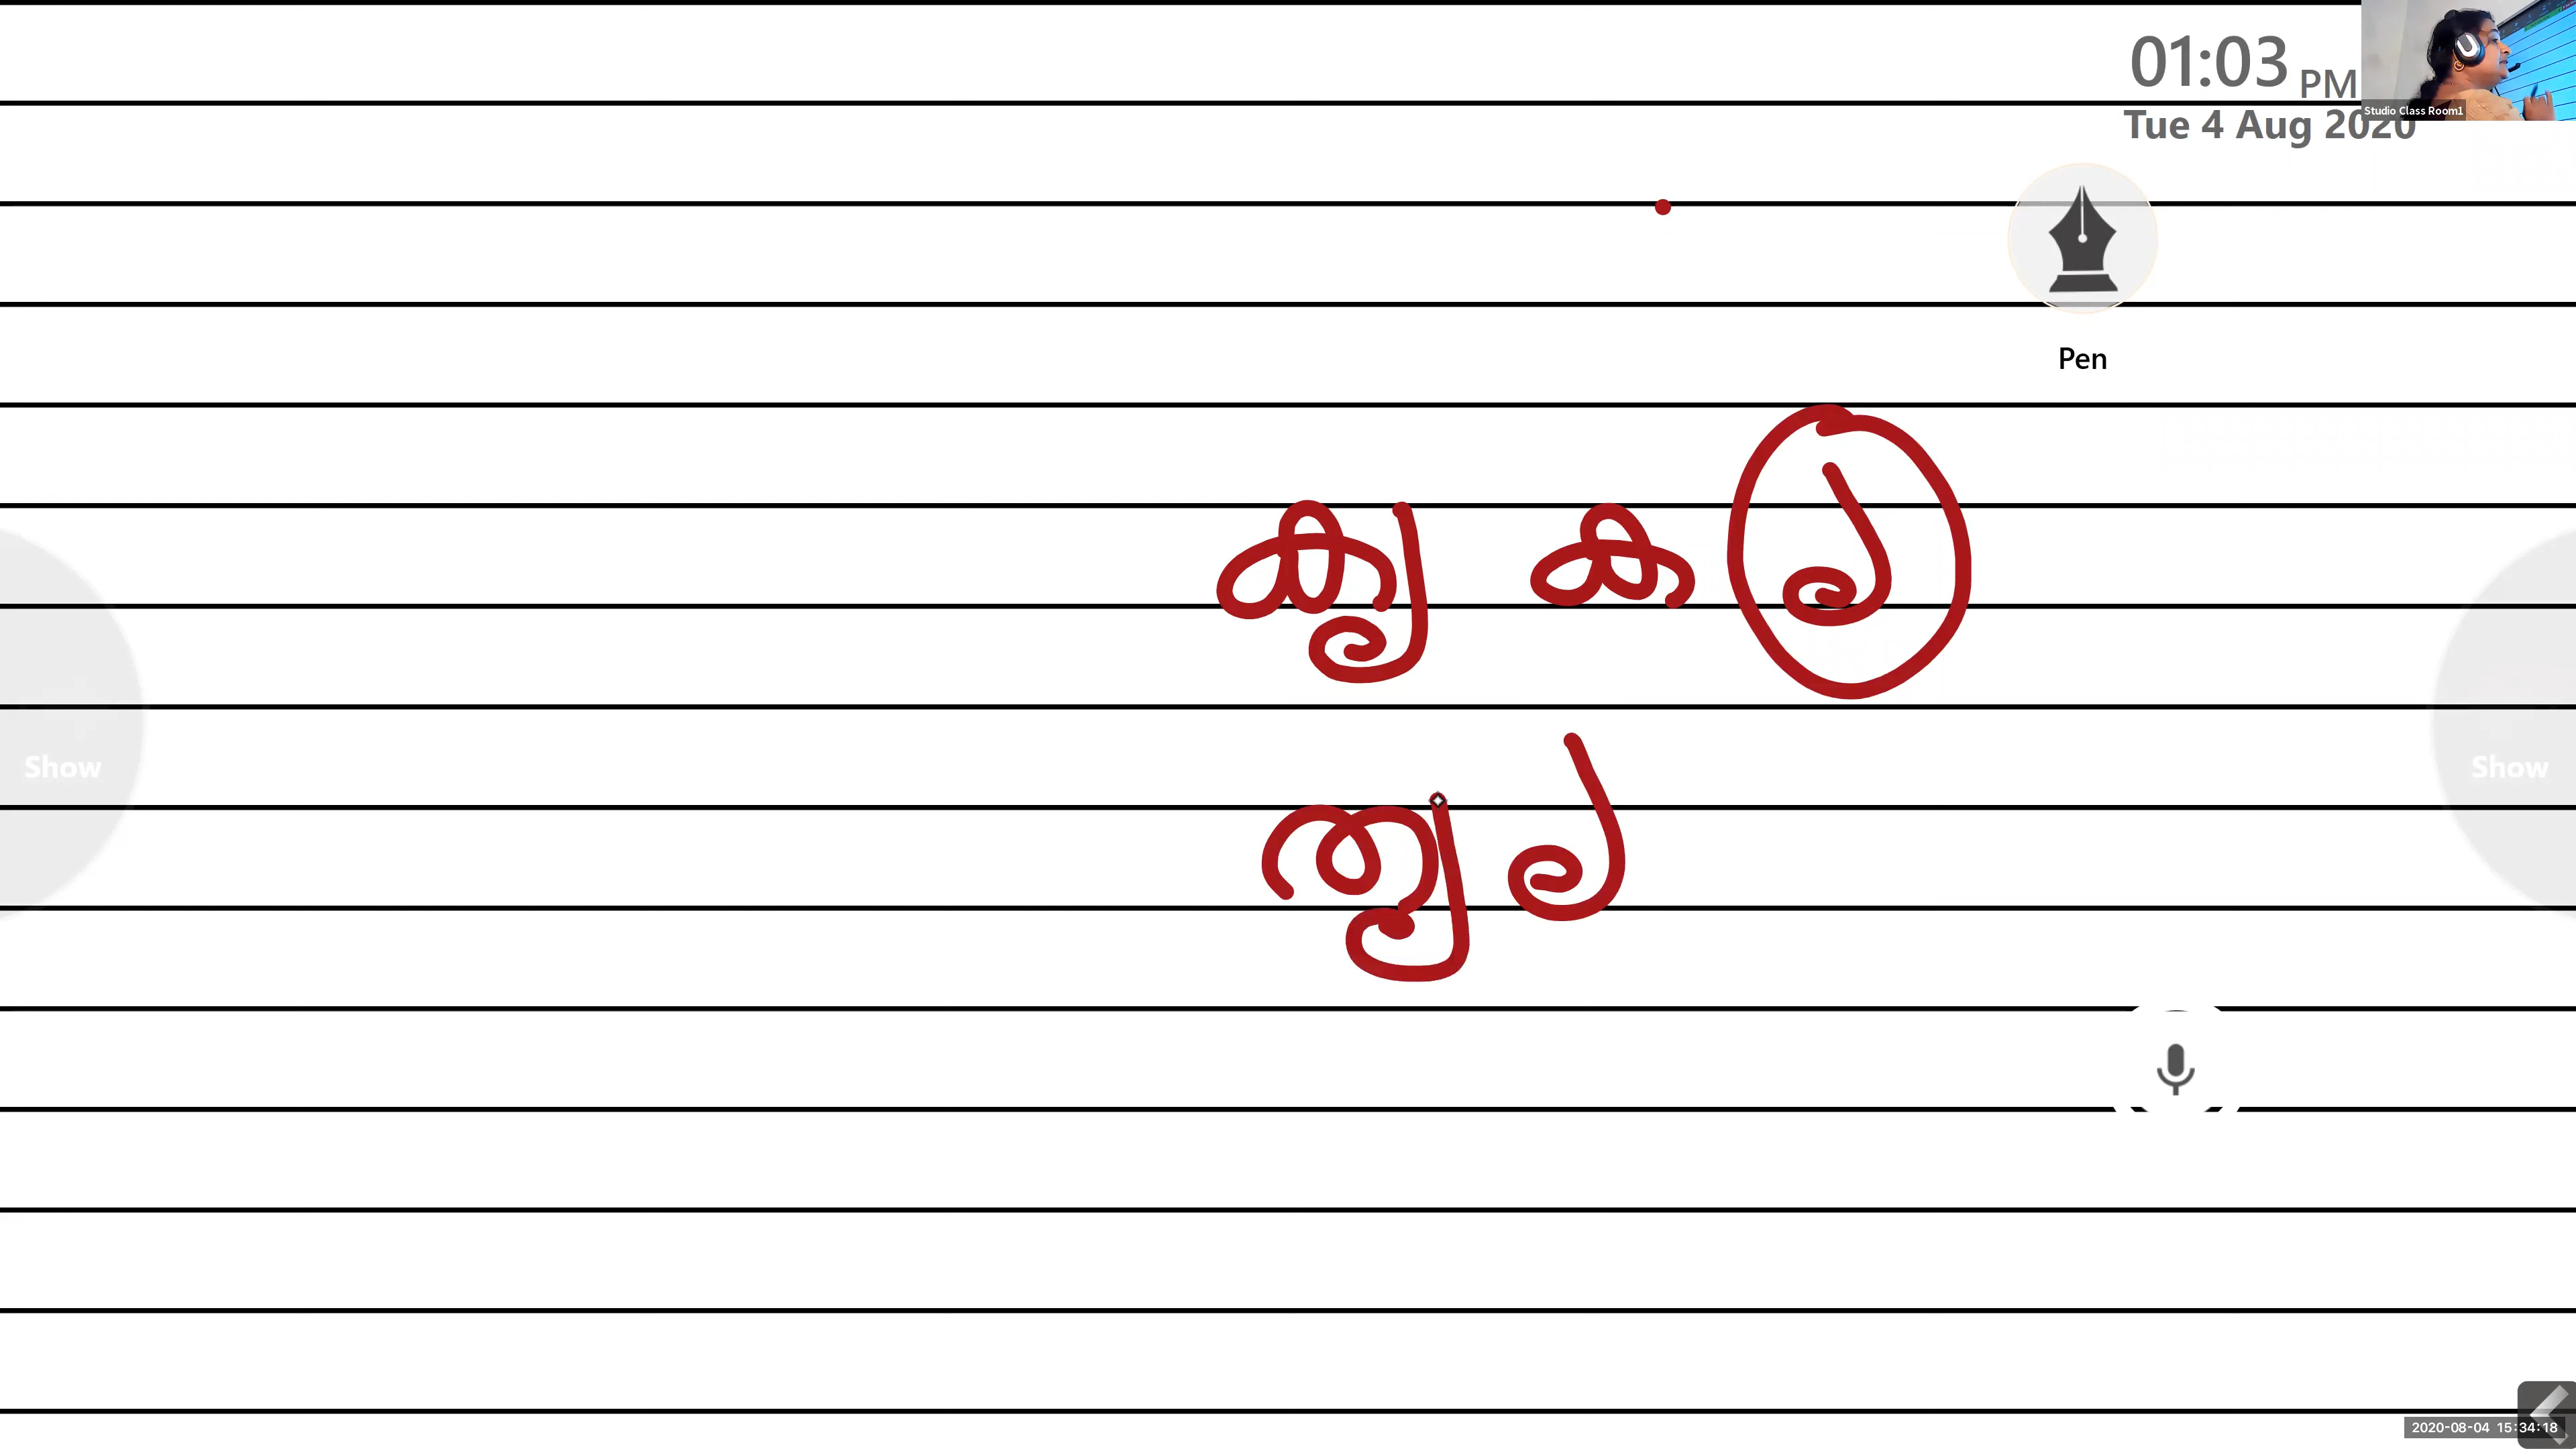 01:03 PM
Tue 4 Aug 2020
Studio Class Room1
Pen
ക്യ ക ്യ
Show Show
ത്യ ്യ
2020-08-04 15:34:18